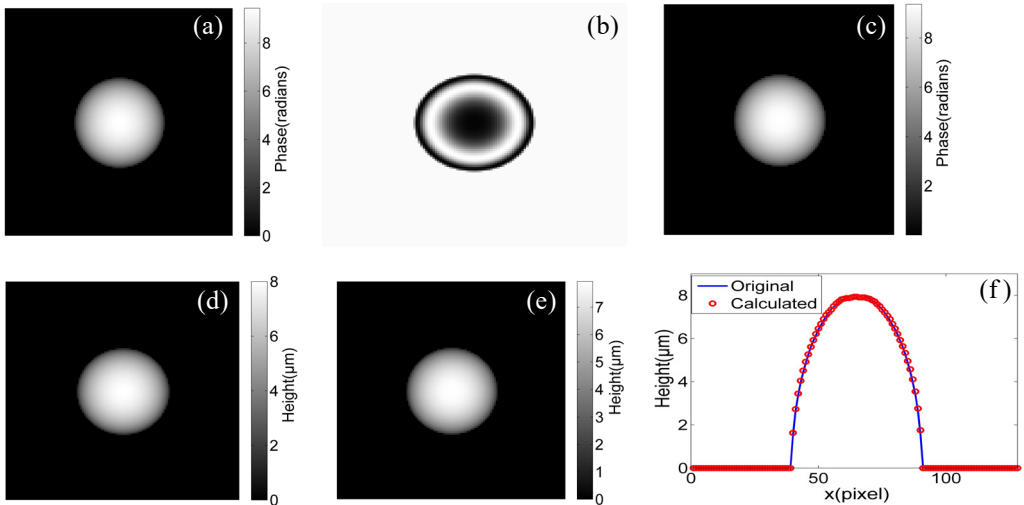 (a)
8
6
4
2
0
Phase(radians)
(b)
(c)
8
6
4
2
Phase(radians)
(d)
8
6
4
2
0
Height(μm)
(e)
7
6
5
4
3
2
1
0
Height(μm)
(f)
Original
Calculated
8
6
4
2
0
Height(μm)
0 50 100
x(pixel)